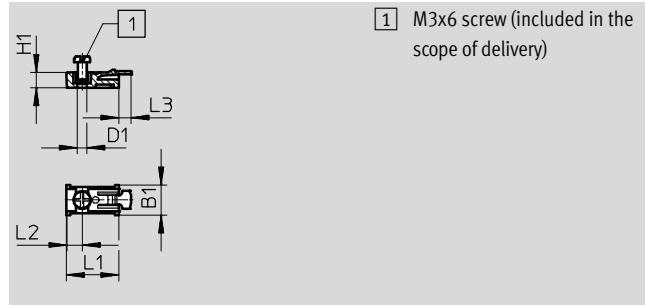 1
H1
L3
D1
B1
L2
L1
1 M3x6 screw (included in the
scope of delivery)